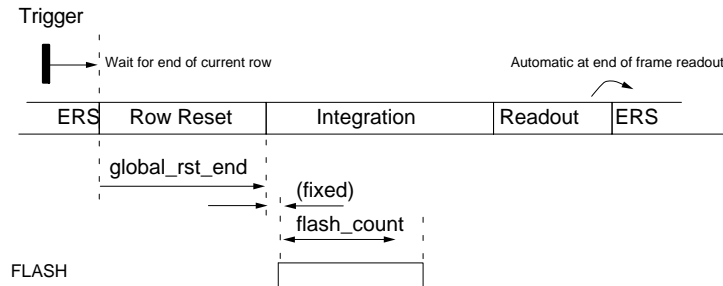 Trigger
Wait for end of current row
Automatic at end of frame readout
ERS Row Reset Integration Readout ERS
global_rst_end
(fixed)
flash_count
FLASH